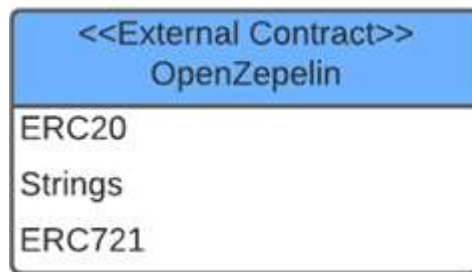 <<External Contract>>
OpenZepelin
ERC20
Strings
ERC721